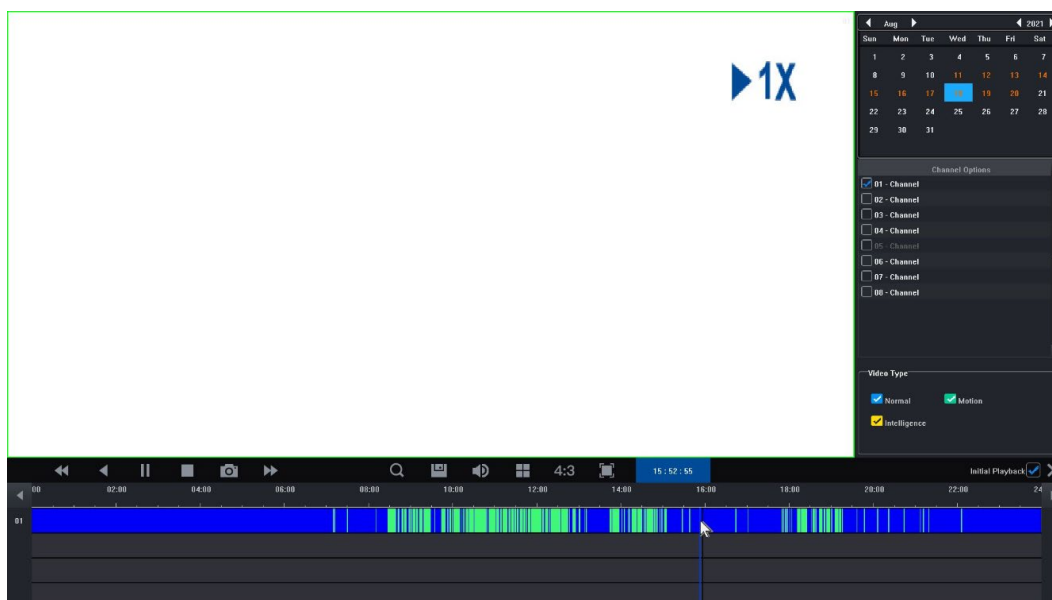 ▶1X
Aug 2021
Sun Mon Tue Wed Thu Fri Sat
1 2 3 4 5 6 7
8 9 10 11 12 13 14
15 16 17 18 19 20 21
22 23 24 25 26 27 28
29 30 31
Channel Options
01 - Channel
02 - Channel
03 - Channel
04 - Channel
05 - Channel
06 - Channel
07 - Channel
08 - Channel
Video Type
Normal Motion
Intelligence
4:3 15:52:55 Initial Playback
00 02:00 04:00 06:00 08:00 10:00 12:00 14:00 16:00 18:00 20:00 22:00 24
01